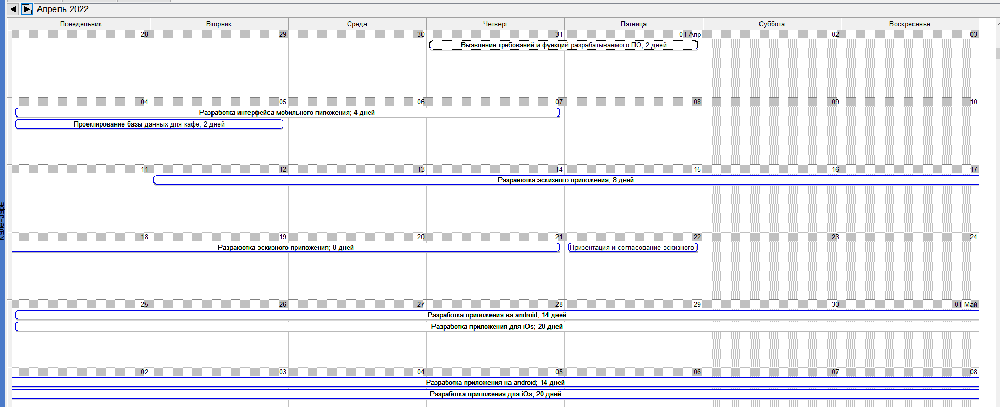 Апрель 2022
Понедельник Вторник Среда Четверг Пятница Суббота Воскресенье
28 29 30 31 01 Апр 02 03
Выявление требований и функций разрабатываемого ПО; 2 дней
04 05 06 07 08 09 10
Разработка интерфейса мобильного пиложения; 4 дней
Проектирование базы данных для кафе; 2 дней
11 12 13 14 15 16 17
Разраюотка эскизного приложения; 8 дней
Календарь
18 19 20 21 22 23 24
Разраюотка эскизного приложения; 8 дней Призентация и согласование эскизного
25 26 27 28 29 30 01 Май
Разработка приложения на android; 14 дней
Разработка приложения для iOs; 20 дней
02 03 04 05 06 07 08
Разработка приложения на android; 14 дней
Разработка приложения для iOs; 20 дней